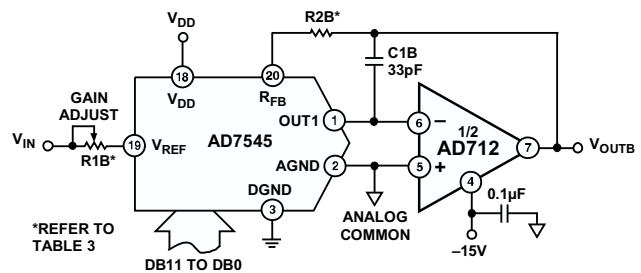 R2B*
VDD
C1B
33pF
18
20
VDD
RFB
GAIN
ADJUST
OUT1
1
6
–
1/2
AD712
VIN
R1B*
19
VREF
AD7545
7
VOUTB
AGND
2
5
+
DGND
3
4
0.1µF
ANALOG
COMMON
*REFER TO
TABLE 3
–15V
DB11 TO DB0